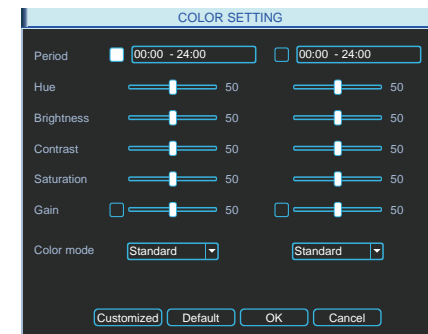 COLOR SETTING
Period 00:00 - 24:00 00:00 - 24:00
Hue 50 50
Brightness 50 50
Contrast 50 50
Saturation 50 50
Gain 50 50
Color mode Standard Standard
Customized Default OK Cancel